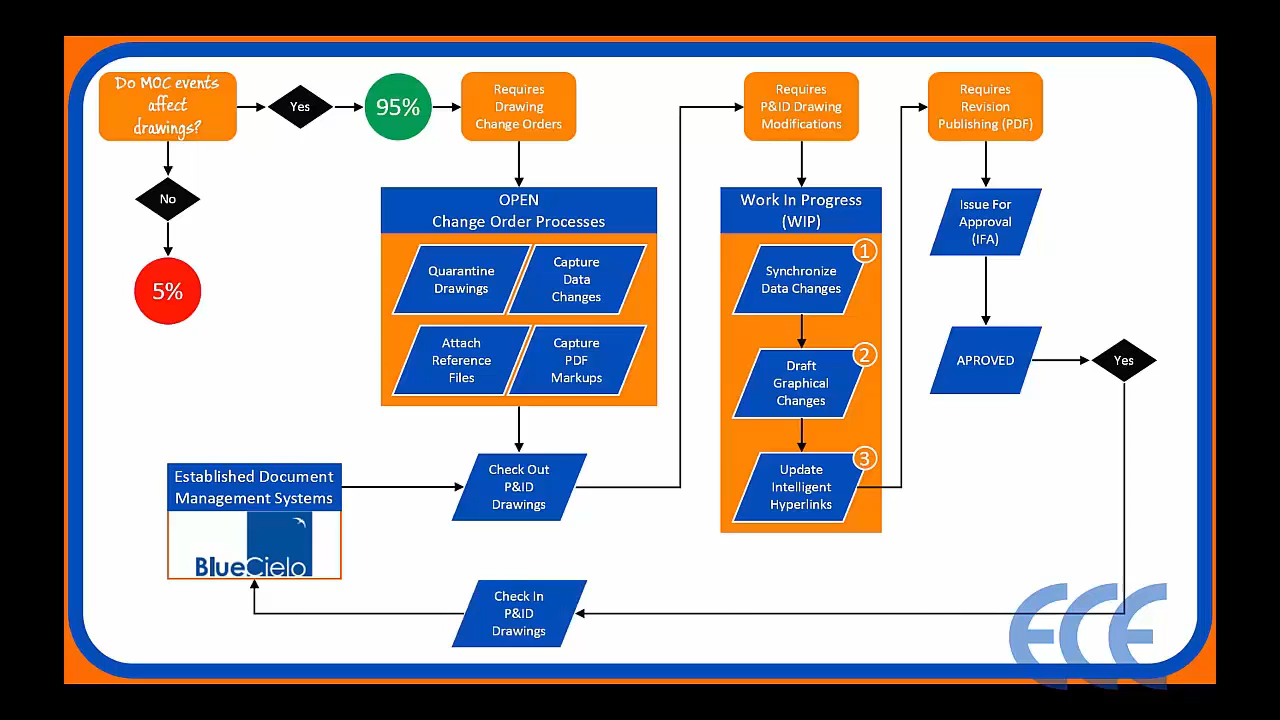 Do MOC events
affect
drawings?
Yes
95%
Requires
Drawing
Change Orders
Requires
P&ID Drawing
Modifications
Requires
Revision
Publishing (PDF)
No
5%
OPEN
Change Order Processes
Quarantine
Drawings
Capture
Data
Changes
Attach
Reference
Files
Capture
PDF
Markups
Work In Progress
(WIP)
1
Synchronize
Data Changes
2
Draft
Graphical
Changes
3
Update
Intelligent
Hyperlinks
Issue For
Approval
(IFA)
APROVED
Yes
Established Document
Management Systems
BlueCielo
Check Out
P&ID
Drawings
Check In
P&ID
Drawings
ECE